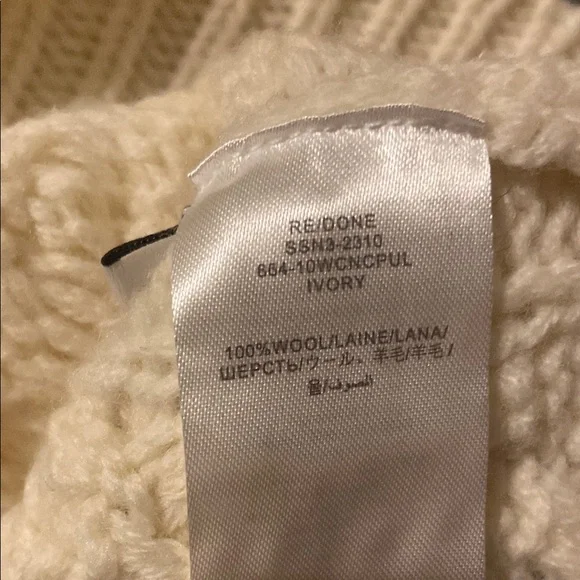 RE/DONE
SSN3-2310
664-10WCNCPUL
IVORY
100%WOOL/LAINE/LANA/
ШЕРСТЬ/ウール、羊毛/羊毛/
울/الصوف